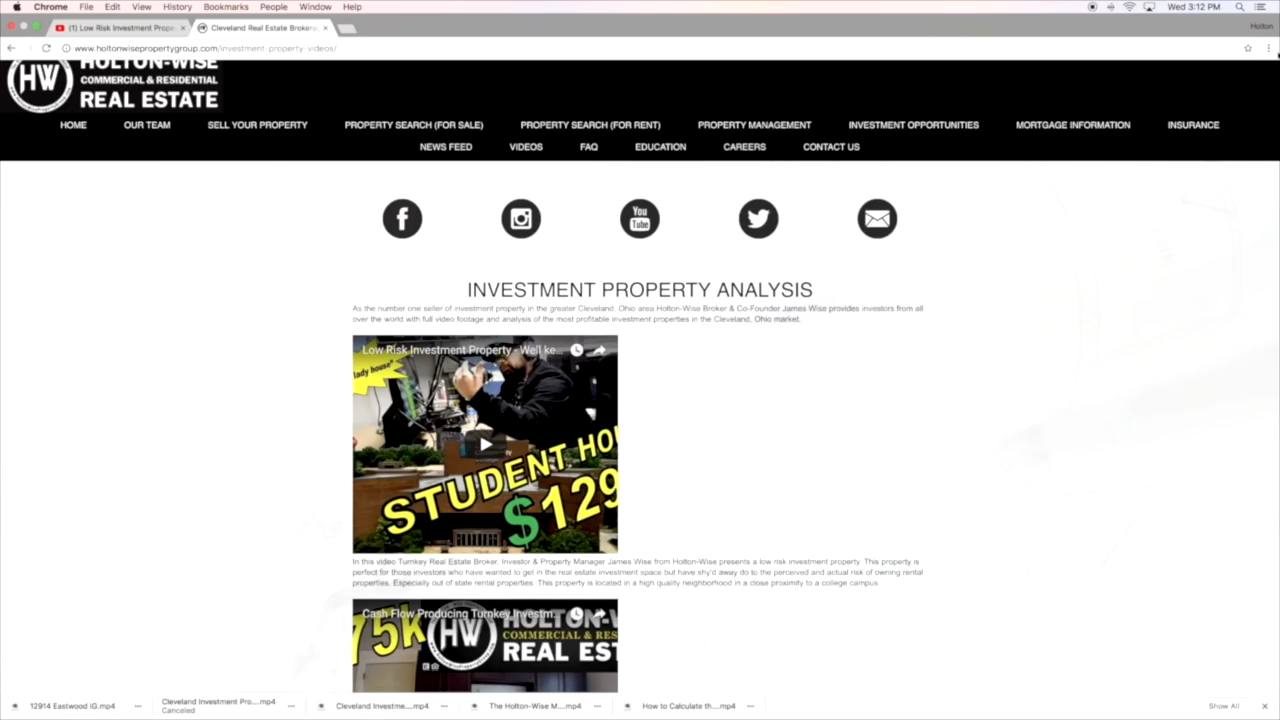 Chrome File Edit View History Bookmarks People Window Help Wed 3:12 PM
(1) Low Risk Investment Prope Cleveland Real Estate Brokera Holton
www.holtonwisepropertygroup.com/investment-property-videos/
HW HOLTON-WISE
COMMERCIAL & RESIDENTIAL
REAL ESTATE
HOME OUR TEAM SELL YOUR PROPERTY PROPERTY SEARCH (FOR SALE) PROPERTY SEARCH (FOR RENT) PROPERTY MANAGEMENT INVESTMENT OPPORTUNITIES MORTGAGE INFORMATION INSURANCE
NEWS FEED VIDEOS FAQ EDUCATION CAREERS CONTACT US
You
Tube
INVESTMENT PROPERTY ANALYSIS
As the number one seller of investment property in the greater Cleveland, Ohio area Holton-Wise Broker & Co-Founder James Wise provides investors from all
over the world with full video footage and analysis of the most profitable investment properties in the Cleveland, Ohio market.
Low Risk Investment Property - Well ke...
lady house"
STUDENT HOU
$129
In this video Turnkey Real Estate Broker, Investor & Property Manager James Wise from Holton-Wise presents a low risk investment property. This property is
perfect for those investors who have wanted to get in the real estate investment space but have shy'd away do to the perceived and actual risk of owning rental
properties. Especially out of state rental properties. This property is located in a high quality neighborhood in a close proximity to a college campus
Cash Flow Producing Turnkey Investm...
75k HW HOLTON-W
COMMERCIAL & RES
REAL EST
12914 Eastwood IG.mp4 Cleveland Investment Pro....mp4 Cleveland Investme....mp4 The Holton-Wise M....mp4 How to Calculate th....mp4 Show All
Canceled